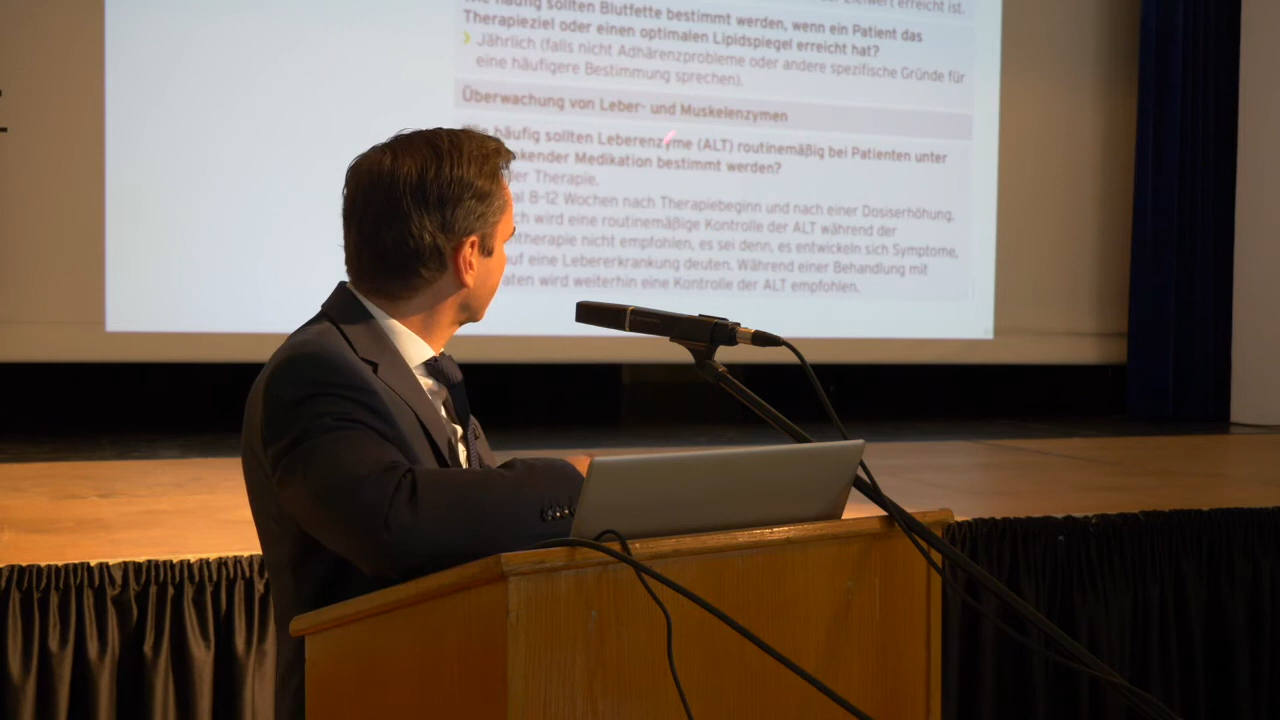 häufig sollten Blutfette bestimmt werden, wenn ein Patient das
Therapieziel oder einen optimalen Lipidspiegel erreicht hat?
Jährlich (falls nicht Adhärenzprobleme oder andere spezifische Gründe für
eine häufigere Bestimmung sprechen).
Überwachung von Leber- und Muskelenzymen
Wie häufig sollten Leberenzyme (ALT) routinemäßig bei Patienten unter
Medikation bestimmt werden?
Therapie.
8-12 Wochen nach Therapiebeginn und nach einer Dosiserhöhung.
wird eine routinemäßige Kontrolle der ALT während der
nicht empfohlen, es sei denn, es entwickeln sich Symptome,
auf eine Lebererkrankung deuten. Während einer Behandlung mit
wird weiterhin eine Kontrolle der ALT empfohlen.